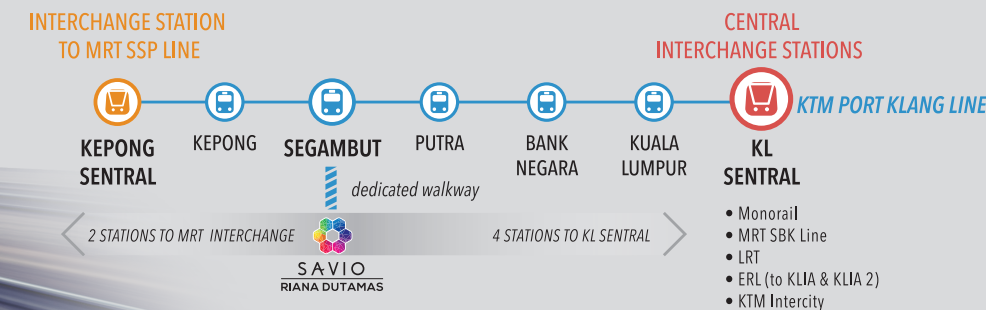 INTERCHANGE STATION
TO MRT SSP LINE
CENTRAL
INTERCHANGE STATIONS
KTM PORT KLANG LINE
KEPONG
SENTRAL
KEPONG
SEGAMBUT
PUTRA
BANK
NEGARA
KUALA
LUMPUR
KL
SENTRAL
dedicated walkway
2 STATIONS TO MRT INTERCHANGE
4 STATIONS TO KL SENTRAL
SAVIO
RIANA DUTAMAS
• Monorail
• MRT SBK Line
• LRT
• ERL (to KLIA & KLIA 2)
• KTM Intercity